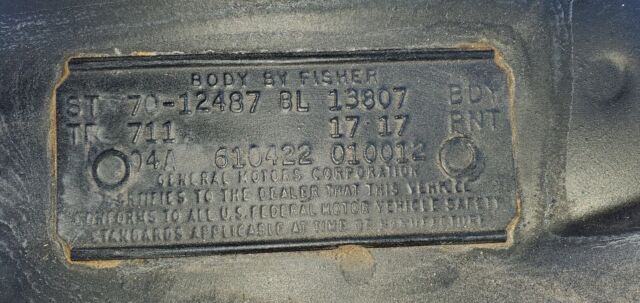 BODY BY FISHER
ST 70-12487 BL 13807 BDY
TR 711 17 17 PNT
04A 610422 010012
GENERAL MOTORS CORPORATION
CERTIFIES TO THE DEALER THAT THIS VEHICLE
CONFORMS TO ALL U.S. FEDERAL MOTOR VEHICLE SAFETY
STANDARDS APPLICABLE AT TIME OF MANUFACTURE